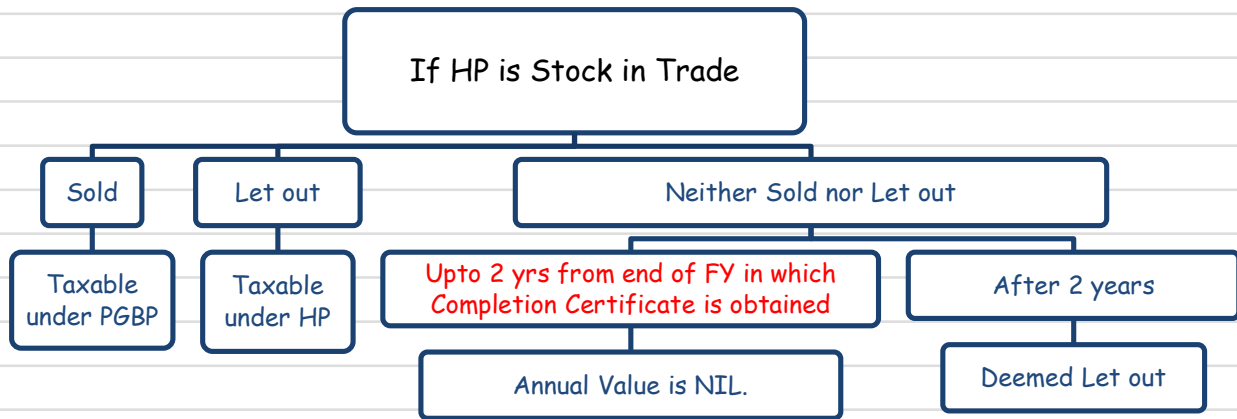 If HP is Stock in Trade
Sold
Let out
Neither Sold nor Let out
Taxable
under PGBP
Taxable
under HP
Upto 2 yrs from end of FY in which
Completion Certificate is obtained
After 2 years
Annual Value is NIL.
Deemed Let out